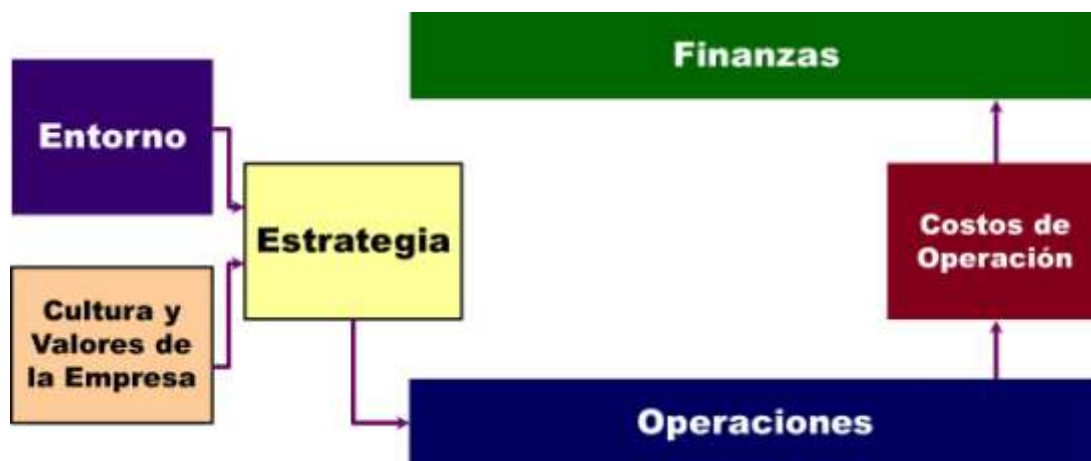 Finanzas
Entorno
Estrategia
Costos de
Operación
Cultura y
Valores de
la Empresa
Operaciones